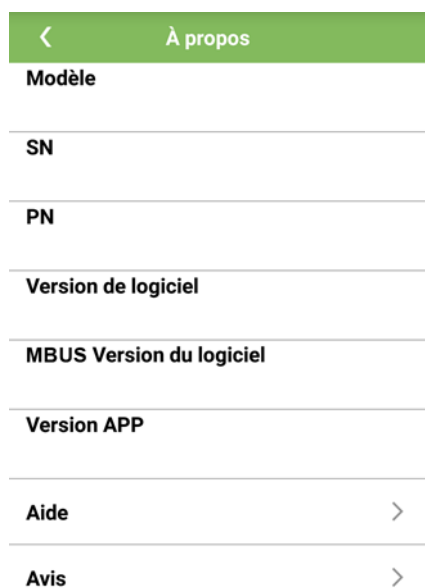 À propos
Modèle
SN
PN
Version de logiciel
MBUS Version du logiciel
Version APP
Aide
Avis